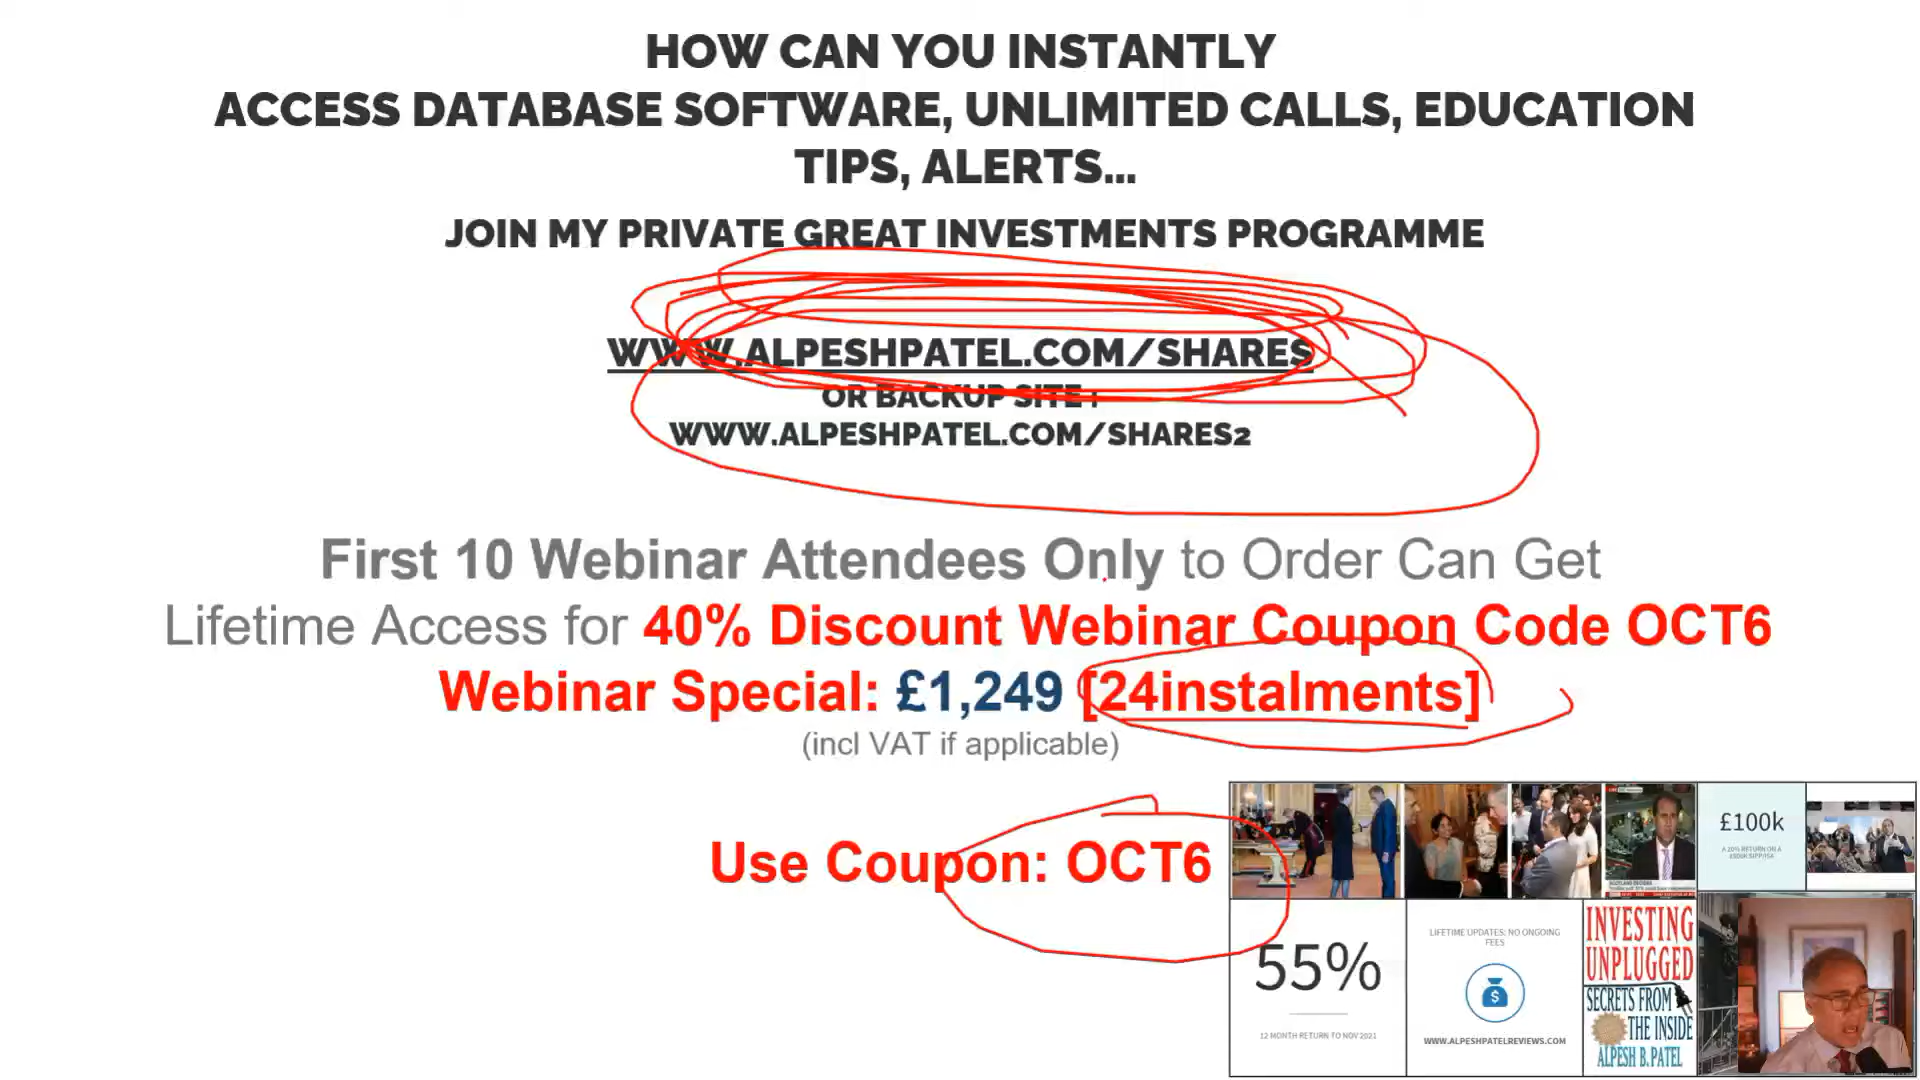 HOW CAN YOU INSTANTLY
ACCESS DATABASE SOFTWARE, UNLIMITED CALLS, EDUCATION
TIPS, ALERTS...
JOIN MY PRIVATE GREAT INVESTMENTS PROGRAMME
WWW.ALPESHPATEL.COM/SHARES
OR BACKUP SITE!
WWW.ALPESHPATEL.COM/SHARES2
First 10 Webinar Attendees Only to Order Can Get
Lifetime Access for 40% Discount Webinar Coupon Code OCT6
Webinar Special: £1,249 [24instalments]
(incl VAT if applicable)
Use Coupon: OCT6
£100k
A 20% RETURN ON A
55%
12 MONTH RETURN TO NOV 2021
LIFETIME UPDATES: NO ONGOING
FEES
$
WWW.ALPESHPATELREVIEWS.COM
INVESTING
UNPLUGGED
SECRETS FROM
THE INSIDE
ALPESH B. PATEL